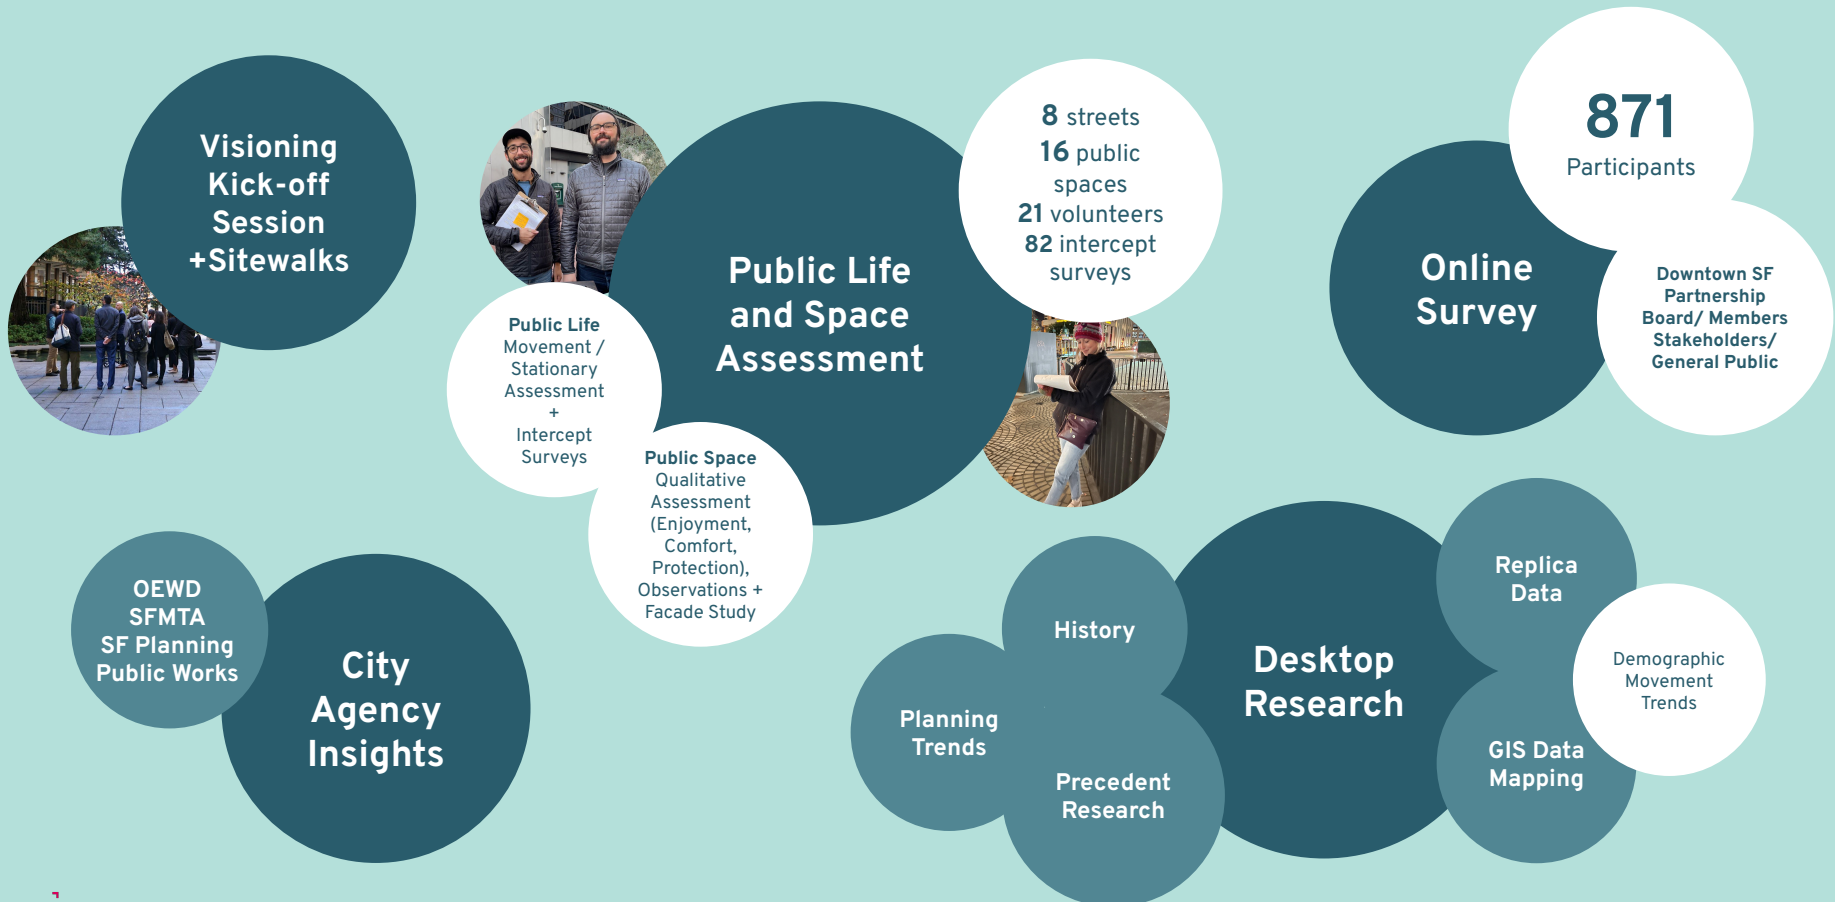 Visioning
Kick-off
Session
+Sitewalks
Public Life
and Space
Assessment
8 streets
16 public
spaces
21 volunteers
82 intercept
surveys
Public Life
Movement /
Stationary
Assessment
+
Intercept
Surveys
Public Space
Qualitative
Assessment
(Enjoyment,
Comfort,
Protection),
Observations +
Facade Study
871
Participants
Online
Survey
Downtown SF
Partnership
Board/ Members
Stakeholders/
General Public
OEWD
SFMTA
SF Planning
Public Works
City
Agency
Insights
History
Planning
Trends
Precedent
Research
Desktop
Research
Replica
Data
Demographic
Movement
Trends
GIS Data
Mapping